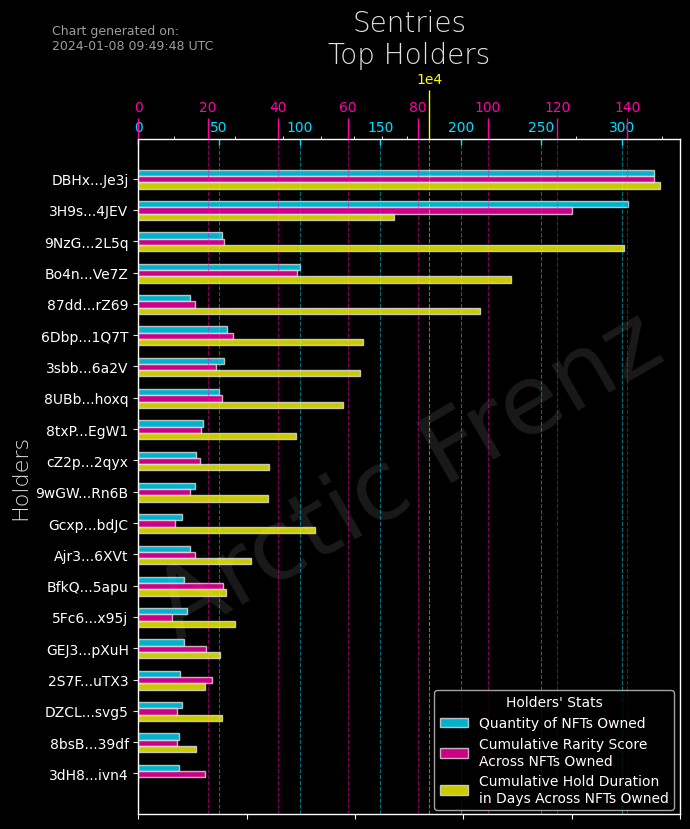 Chart generated on:
2024-01-08 09:49:48 UTC
Sentries
Top Holders
1e4
0 20 40 60 80 100 120 140
0 50 100 150 200 250 300
Holders
DBHx...Je3j
3H9s...4JEV
9NzG...2L5q
Bo4n...Ve7Z
87dd...rZ69
6Dbp...1Q7T
3sbb...6a2V
8UBb...hoxq
8txP...EgW1
cZ2p...2qyx
9wGW...Rn6B
Gcxp...bdJC
Ajr3...6XVt
BfkQ...5apu
5Fc6...x95j
GEJ3...pXuH
2S7F...uTX3
DZCL...svg5
8bsB...39df
3dH8...ivn4
Arctic Frenz
Holders' Stats
Quantity of NFTs Owned
Cumulative Rarity Score
Across NFTs Owned
Cumulative Hold Duration
in Days Across NFTs Owned